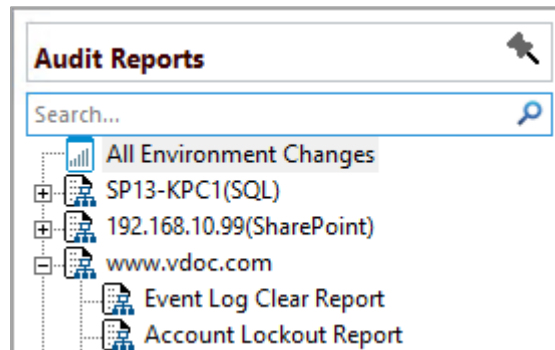 Audit Reports
Search...
All Environment Changes
SP13-KPC1(SQL)
192.168.10.99(SharePoint)
www.vdoc.com
Event Log Clear Report
Account Lockout Report